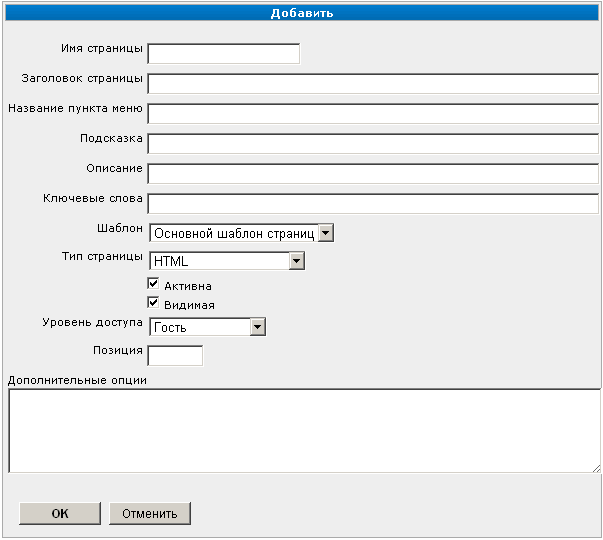 Добавить
Имя страницы
Заголовок страницы
Название пункта меню
Подсказка
Описание
Ключевые слова
Шаблон Основной шаблон страниц
Тип страницы HTML
Активна
Видимая
Уровень доступа Гость
Позиция
Дополнительные опции
OK Отменить